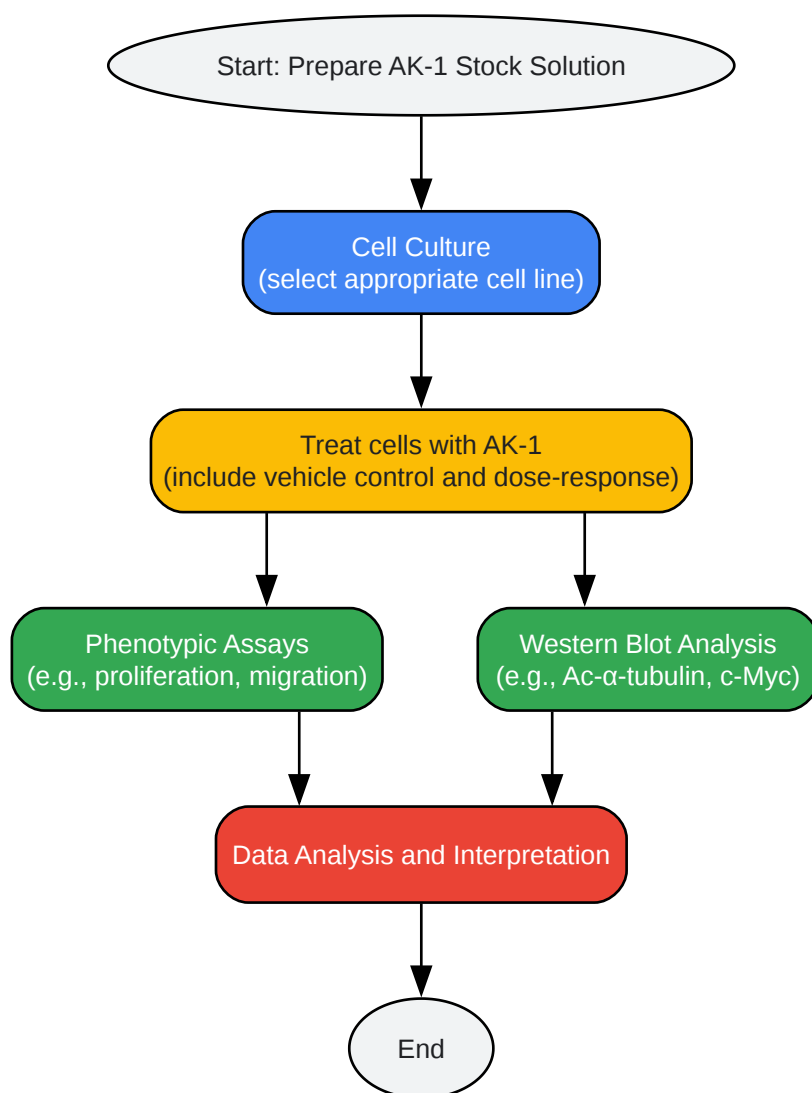 Start: Prepare AK-1 Stock Solution
Cell Culture
(select appropriate cell line)
Treat cells with AK-1
(include vehicle control and dose-response)
Phenotypic Assays
(e.g., proliferation, migration)
Western Blot Analysis
(e.g., Ac-α-tubulin, c-Myc)
Data Analysis and Interpretation
End